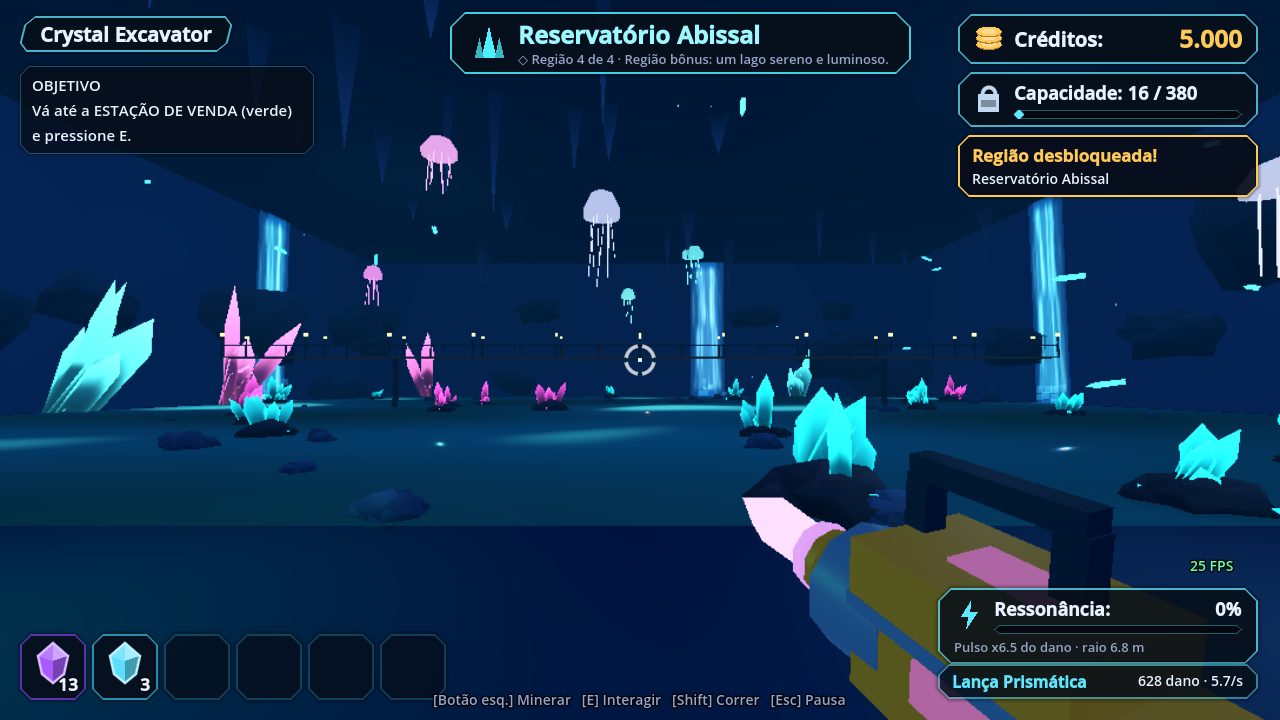 Crystal Excavator
OBJETIVO
Vá até a ESTAÇÃO DE VENDA (verde)
e pressione E.
Reservatório Abissal
◇ Região 4 de 4 · Região bônus: um lago sereno e luminoso.
Créditos: 5.000
Capacidade: 16 / 380
Região desbloqueada!
Reservatório Abissal
25 FPS
Ressonância: 0%
Pulso x6.5 do dano · raio 6.8 m
Lança Prismática 628 dano · 5.7/s
13 3
[Botão esq.] Minerar [E] Interagir [Shift] Correr [Esc] Pausa